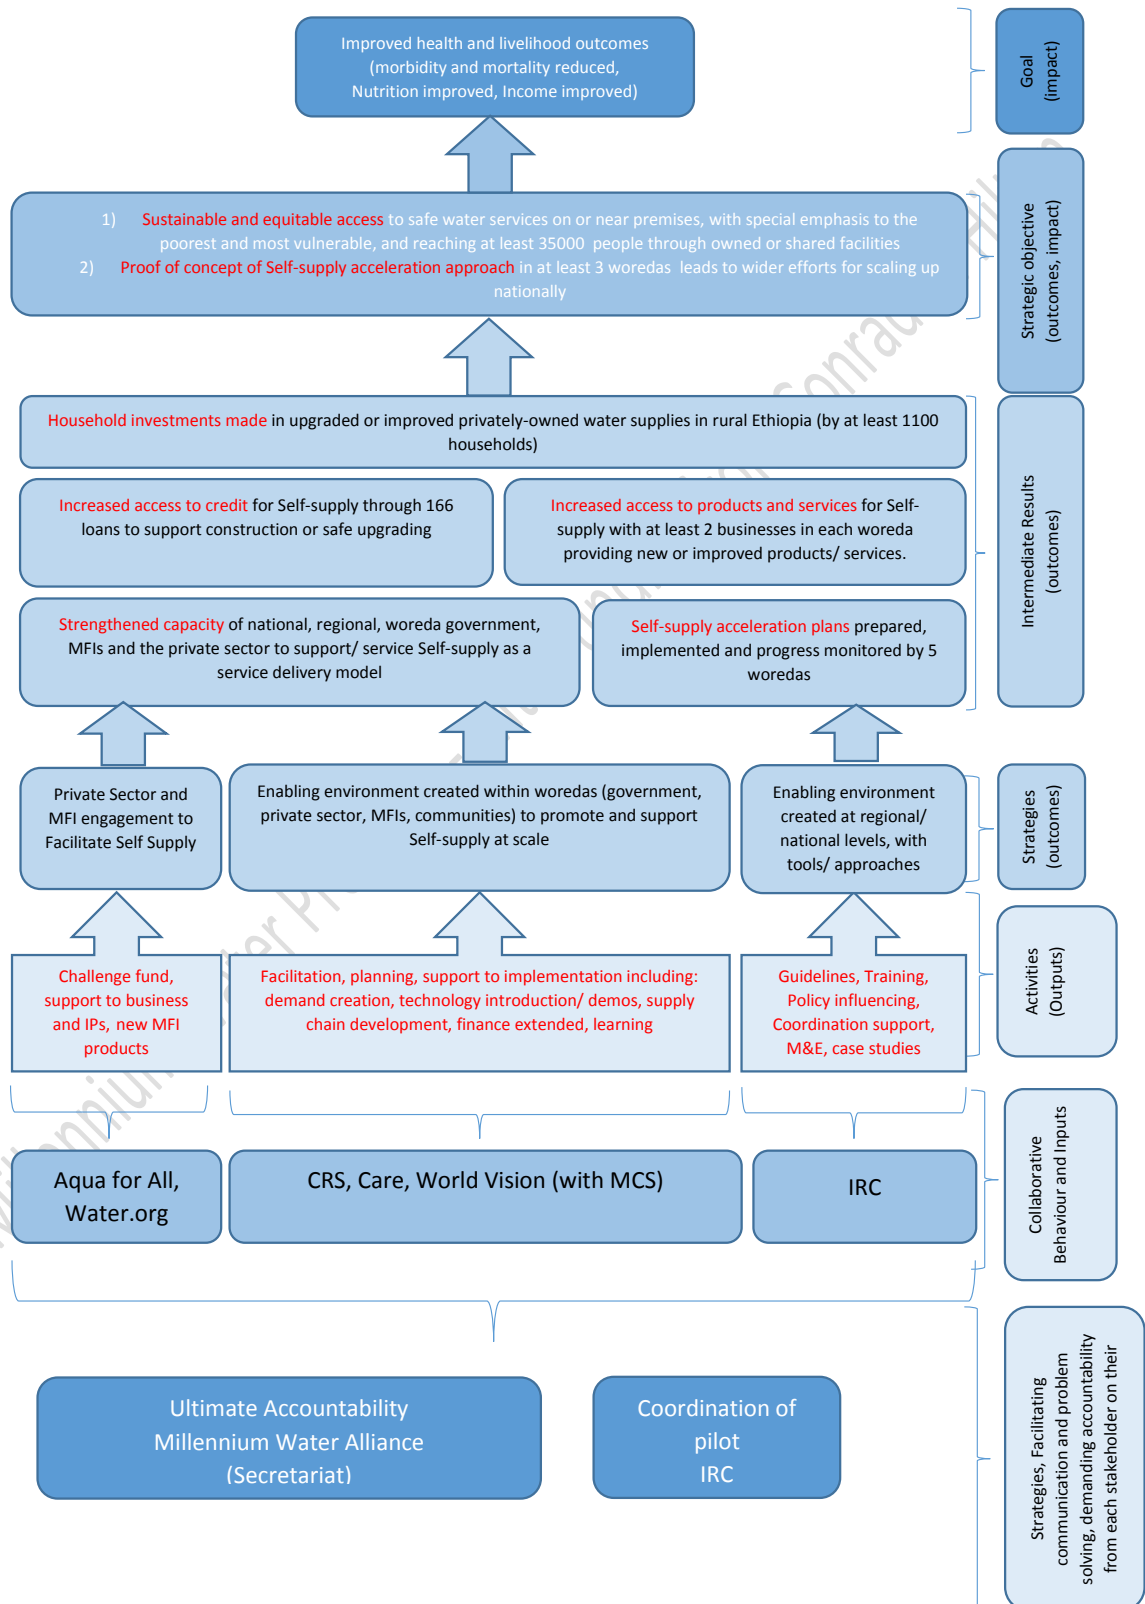 Improved health and livelihood outcomes
(morbidity and mortality reduced,
Nutrition improved, Income improved)
Goal
(impact)
1) Sustainable and equitable access to safe water services on or near premises, with special emphasis to the
poorest and most vulnerable, and reaching at least 35000 people through owned or shared facilities
2) Proof of concept of Self-supply acceleration approach in at least 3 woredas leads to wider efforts for scaling up
nationally
Strategic objective
(outcomes, impact)
Household investments made in upgraded or improved privately-owned water supplies in rural Ethiopia (by at least 1100
households)
Increased access to credit for Self-supply through 166
loans to support construction or safe upgrading
Increased access to products and services for Self-
supply with at least 2 businesses in each woreda
providing new or improved products/ services.
Strengthened capacity of national, regional, woreda government,
MFIs and the private sector to support/ service Self-supply as a
service delivery model
Self-supply acceleration plans prepared,
implemented and progress monitored by 5
woredas
Intermediate Results
(outcomes)
Private Sector and
MFI engagement to
Facilitate Self Supply
Enabling environment created within woredas (government,
private sector, MFIs, communities) to promote and support
Self-supply at scale
Enabling environment
created at regional/
national levels, with
tools/ approaches
Strategies
(outcomes)
Challenge fund,
support to business
and IPs, new MFI
products
Facilitation, planning, support to implementation including:
demand creation, technology introduction/ demos, supply
chain development, finance extended, learning
Guidelines, Training,
Policy influencing,
Coordination support,
M&E, case studies
Activities
(Outputs)
Aqua for All,
Water.org
CRS, Care, World Vision (with MCS)
IRC
Collaborative
Behaviour and Inputs
Ultimate Accountability
Millennium Water Alliance
(Secretariat)
Coordination of
pilot
IRC
Strategies, Facilitating
communication and problem
solving, demanding accountability
from each stakeholder on their